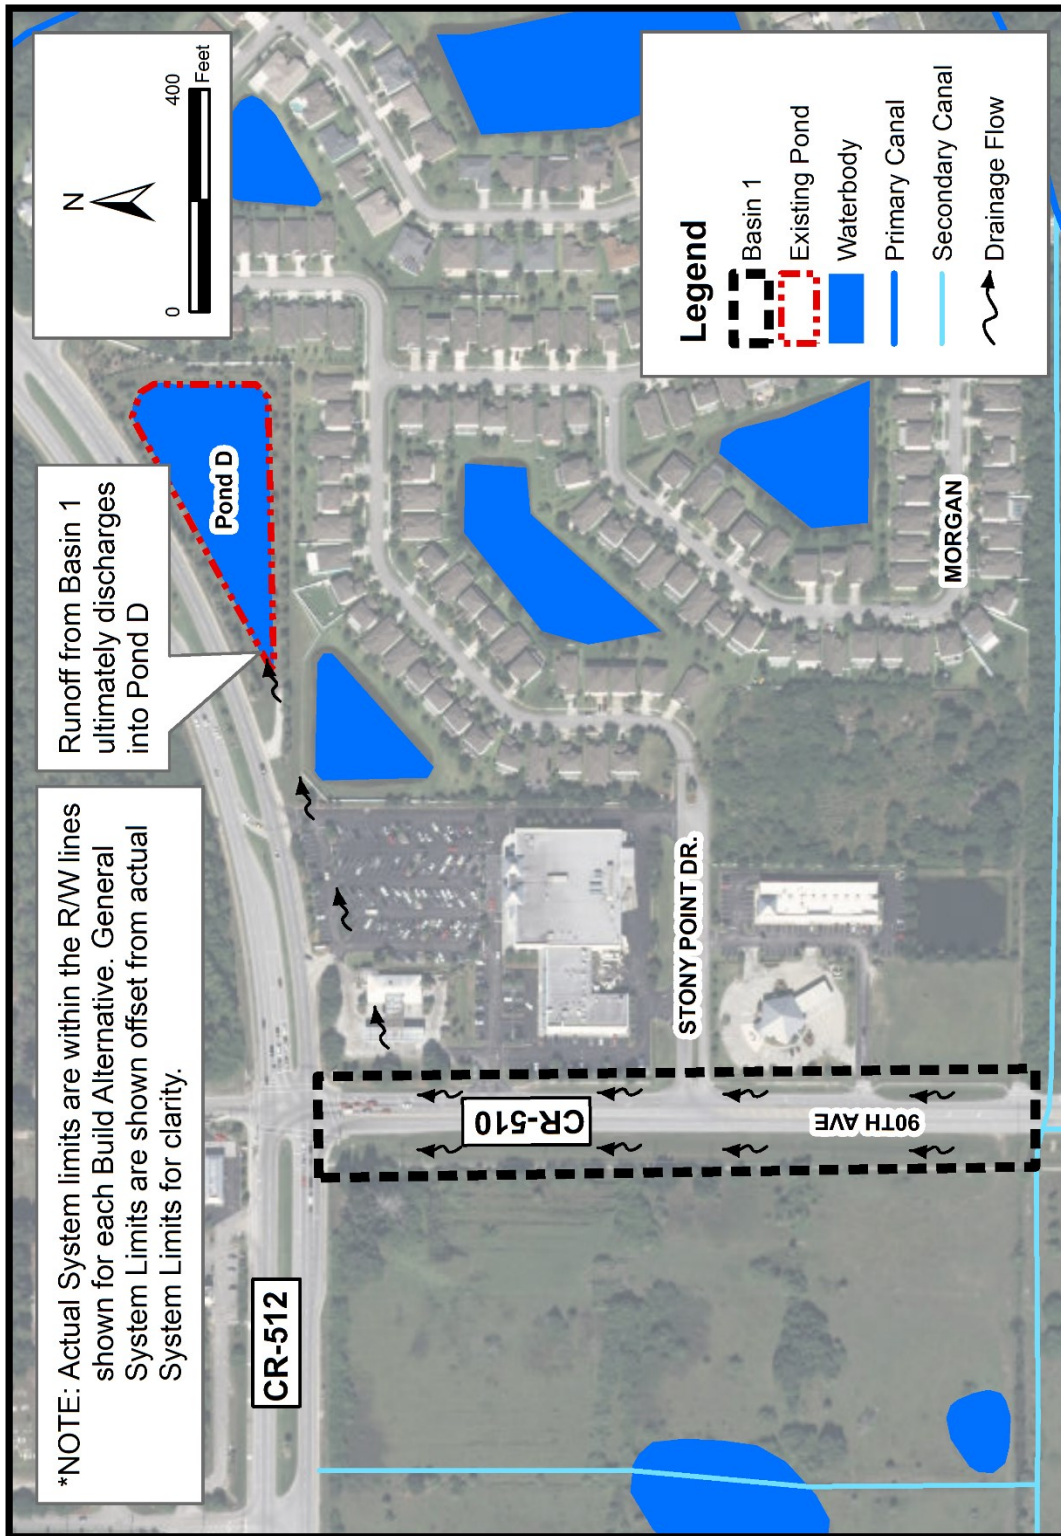 *NOTE: Actual System limits are within the R/W lines
shown for each Build Alternative. General
System Limits are shown offset from actual
System Limits for clarity.
Runoff from Basin 1
ultimately discharges
into Pond D
N
0
400
Feet
Pond D
CR-512
CR-510
90TH AVE
STONY POINT DR.
MORGAN
Legend
Basin 1
Existing Pond
Waterbody
Primary Canal
Secondary Canal
Drainage Flow